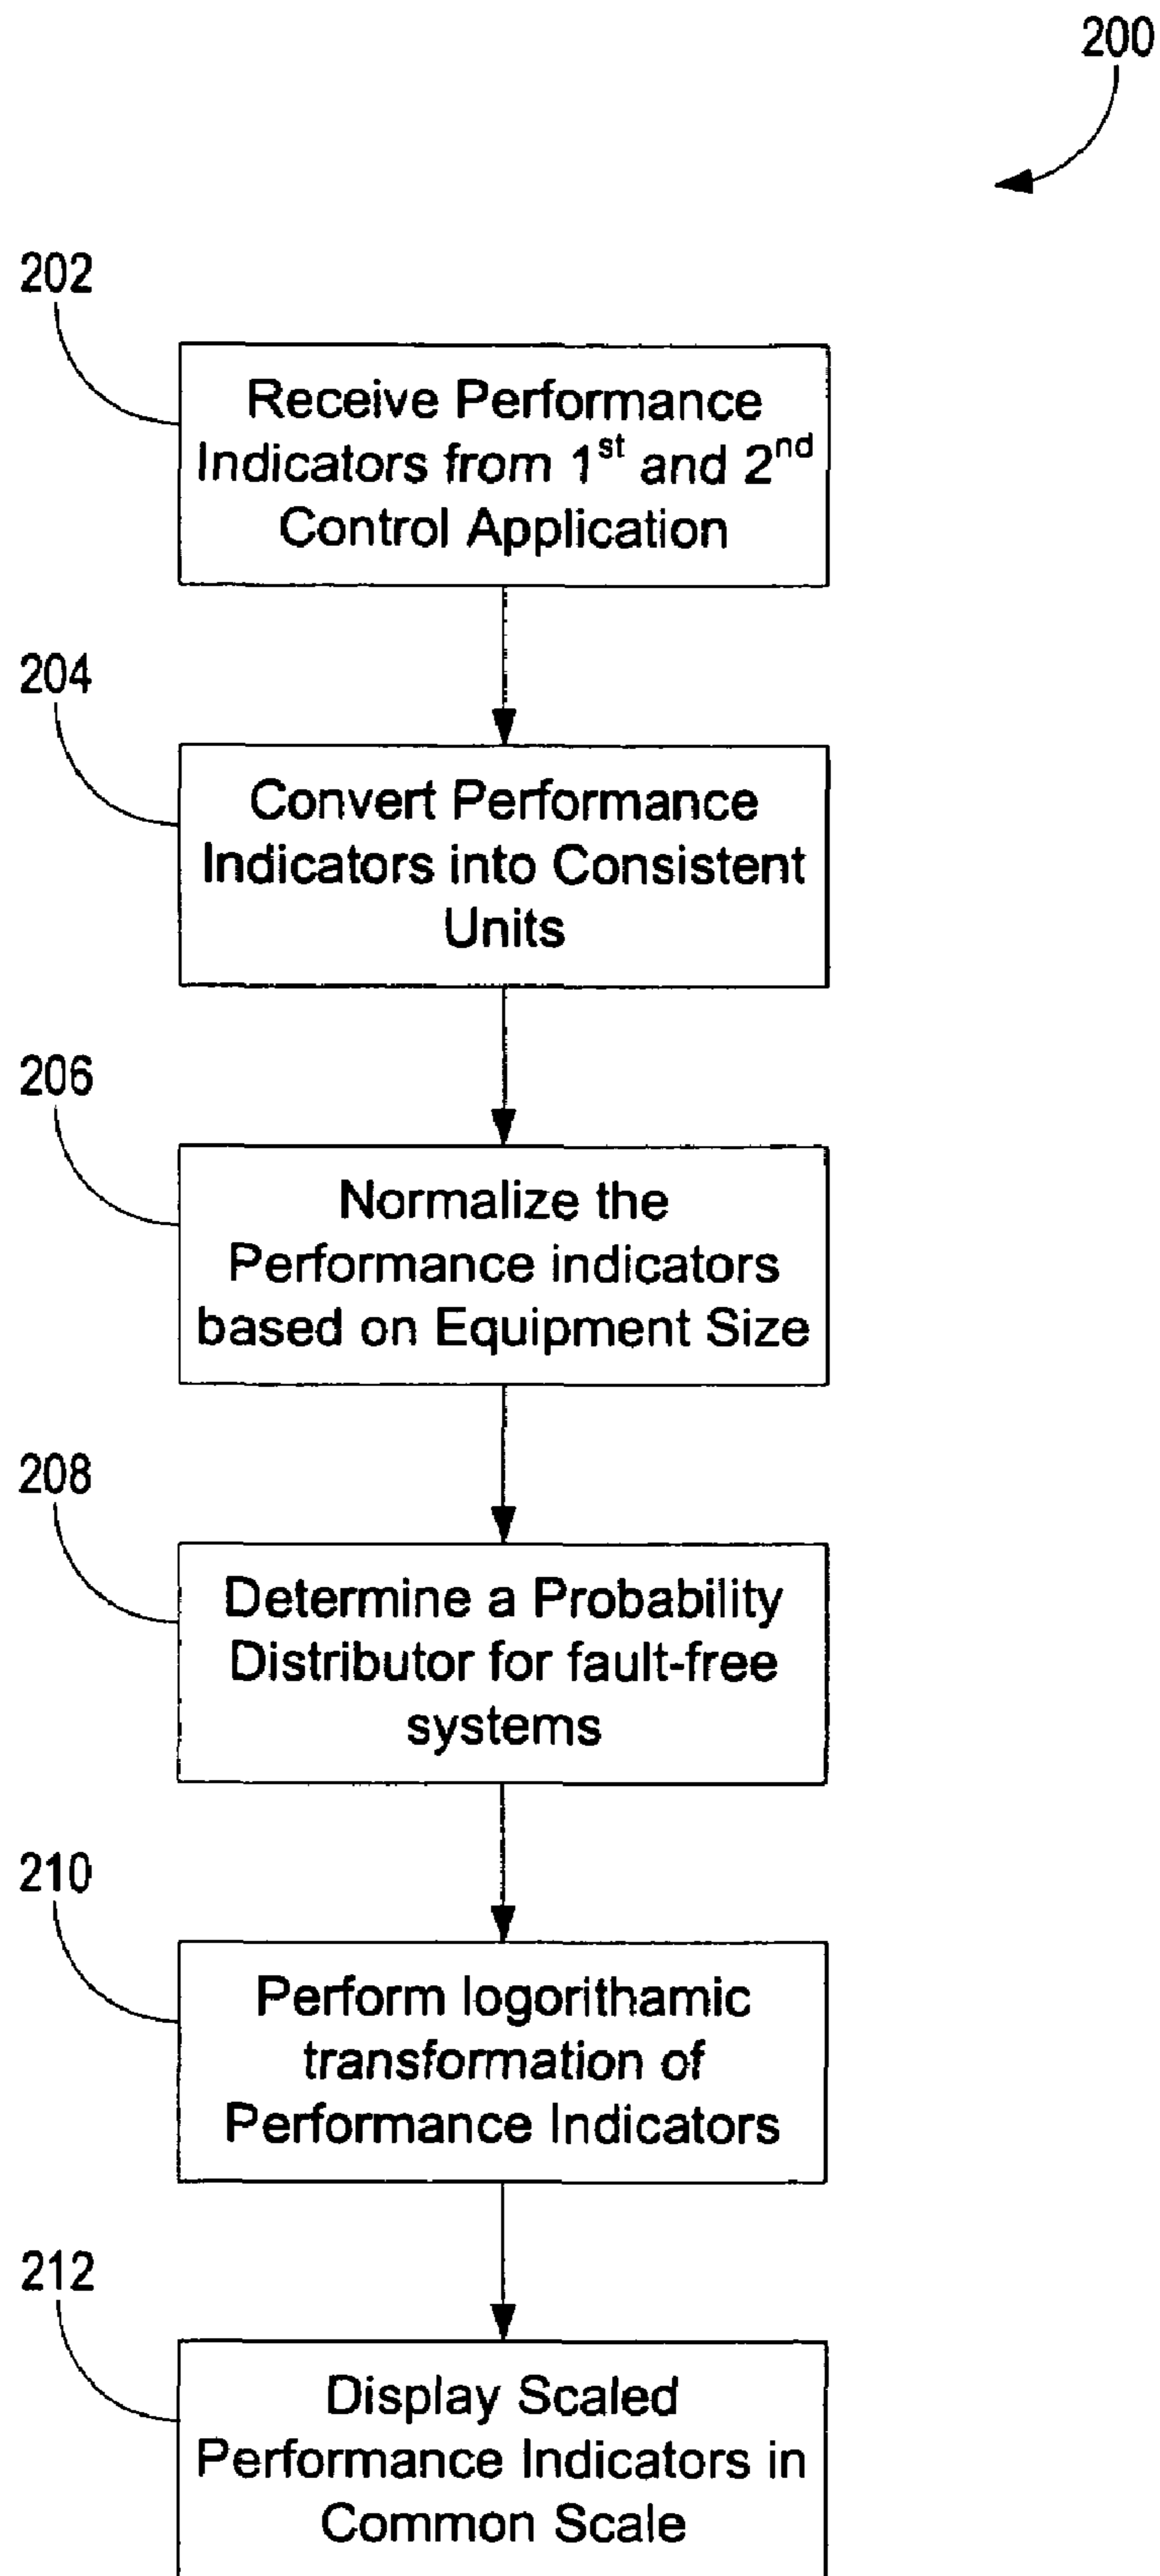 200
202
Receive Performance
Indicators from 1st and 2nd
Control Application
204
Convert Performance
Indicators into Consistent
Units
206
Normalize the
Performance indicators
based on Equipment Size
208
Determine a Probability
Distributor for fault-free
systems
210
Perform logorithamic
transformation of
Performance Indicators
212
Display Scaled
Performance Indicators in
Common Scale